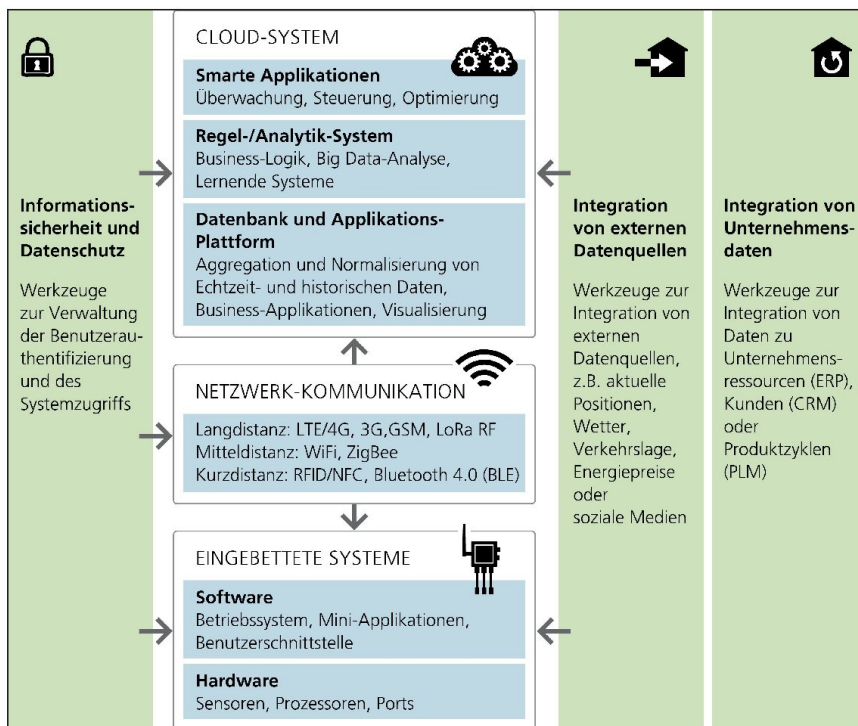 Informations-
sicherheit und
Datenschutz
Werkzeuge
zur Verwaltung
der Benutzerau-
thentifizierung
und des
Systemzugriffs
CLOUD-SYSTEM
Smarte Applikationen
Überwachung, Steuerung, Optimierung
Regel-/Analytik-System
Business-Logik, Big Data-Analyse,
Lernende Systeme
Datenbank und Applikations-
Plattform
Aggregation und Normalisierung von
Echtzeit- und historischen Daten,
Business-Applikationen, Visualisierung
NETZWERK-KOMMUNIKATION
Langdistanz: LTE/4G, 3G,GSM, LoRa RF
Mitteldistanz: WiFi, ZigBee
Kurzdistanz: RFID/NFC, Bluetooth 4.0 (BLE)
EINGEBETTETE SYSTEME
Software
Betriebssystem, Mini-Applikationen,
Benutzerschnittstelle
Hardware
Sensoren, Prozessoren, Ports
Integration
von externen
Datenquellen
Werkzeuge zur
Integration von
externen
Datenquellen,
z.B. aktuelle
Positionen,
Wetter,
Verkehrslage,
Energiepreise
oder
soziale Medien
Integration von
Unternehmens-
daten
Werkzeuge zur
Integration von
Daten zu
Unternehmens-
ressourcen (ERP),
Kunden (CRM)
oder
Produktzyklen
(PLM)